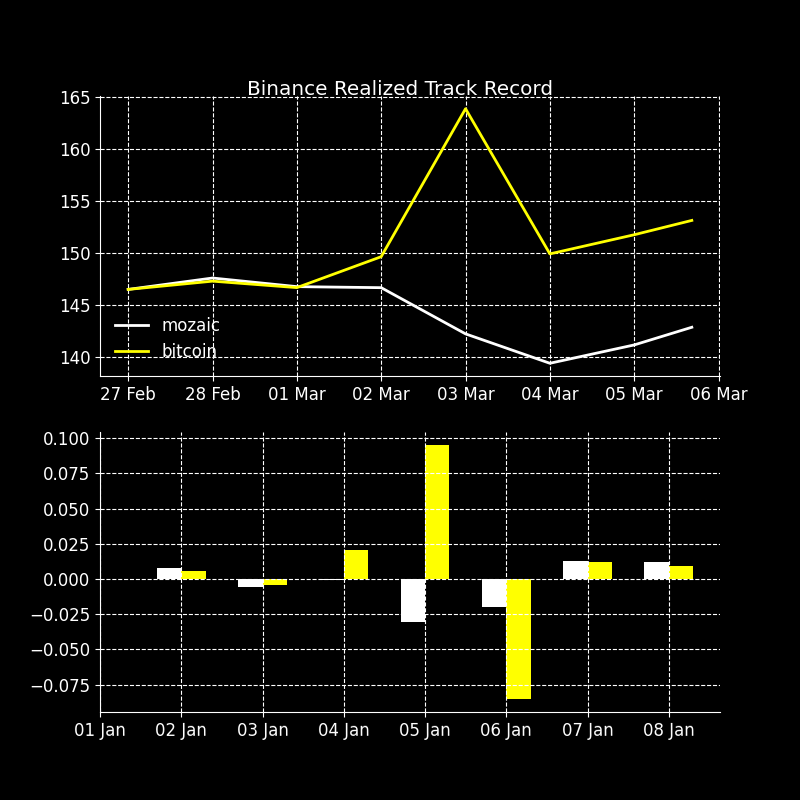 Binance Realized Track Record
165
160
155
150
145
140
mozaic
bitcoin
27 Feb 28 Feb 01 Mar 02 Mar 03 Mar 04 Mar 05 Mar 06 Mar
0.100
0.075
0.050
0.025
0.000
−0.025
−0.050
−0.075
01 Jan 02 Jan 03 Jan 04 Jan 05 Jan 06 Jan 07 Jan 08 Jan